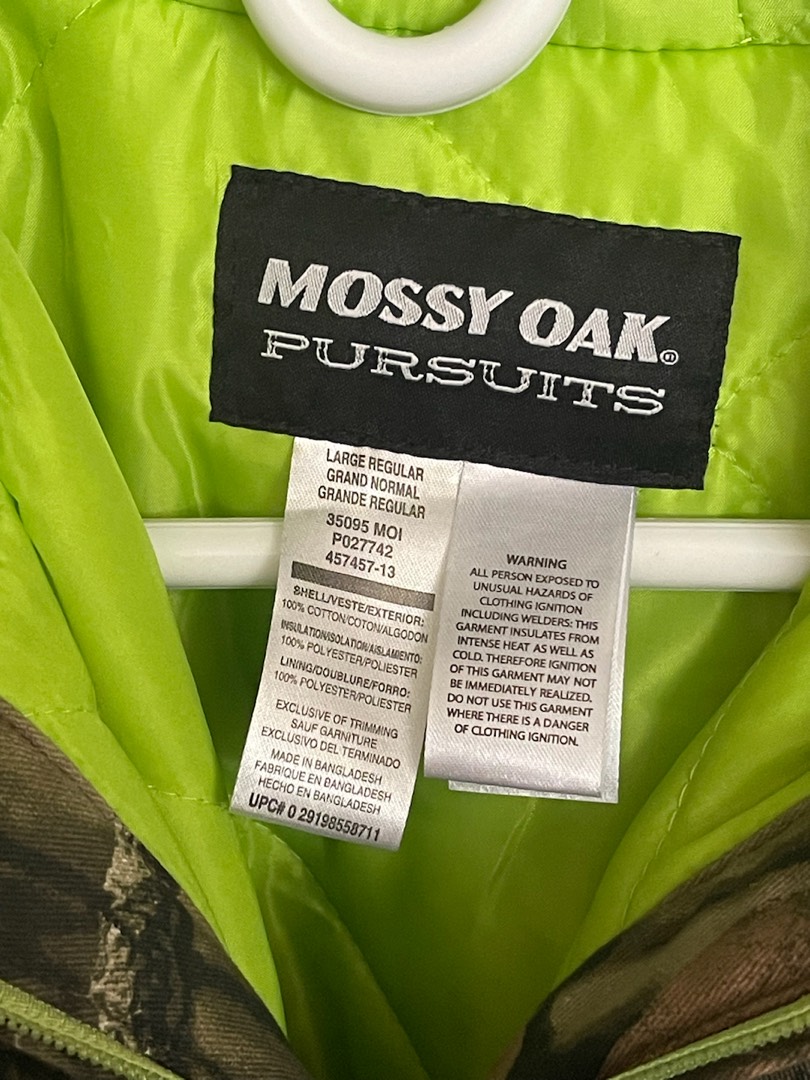 MOSSY OAK®
PURSUITS
LARGE REGULAR
GRAND NORMAL
GRANDE REGULAR
35095 MOI
P027742
457457-13
SHELL/VESTE/EXTERIOR:
100% COTTON/COTON/ALGODON
INSULATION/ISOLATION/AISLAMIENTO:
100% POLYESTER/POLIESTER
LINING/DOUBLURE/FORRO:
100% POLYESTER/POLIESTER
EXCLUSIVE OF TRIMMING
SAUF GARNITURE
EXCLUSIVO DEL TERMINADO
MADE IN BANGLADESH
FABRIQUE EN BANGLADESH
HECHO EN BANGLADESH
UPC# 0 29198558711
WARNING
ALL PERSON EXPOSED TO
UNUSUAL HAZARDS OF
CLOTHING IGNITION
INCLUDING WELDERS: THIS
GARMENT INSULATES FROM
INTENSE HEAT AS WELL AS
COLD. THEREFORE IGNITION
OF THIS GARMENT MAY NOT
BE IMMEDIATELY REALIZED.
DO NOT USE THIS GARMENT
WHERE THERE IS A DANGER
OF CLOTHING IGNITION.